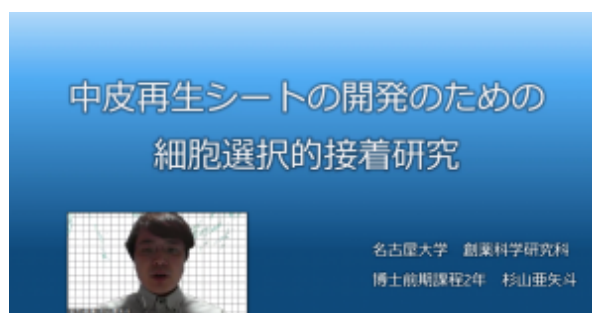 中皮再生シートの開発のための
細胞選択的接着研究
名古屋大学　創薬科学研究科
博士前期課程2年　杉山亜矢斗